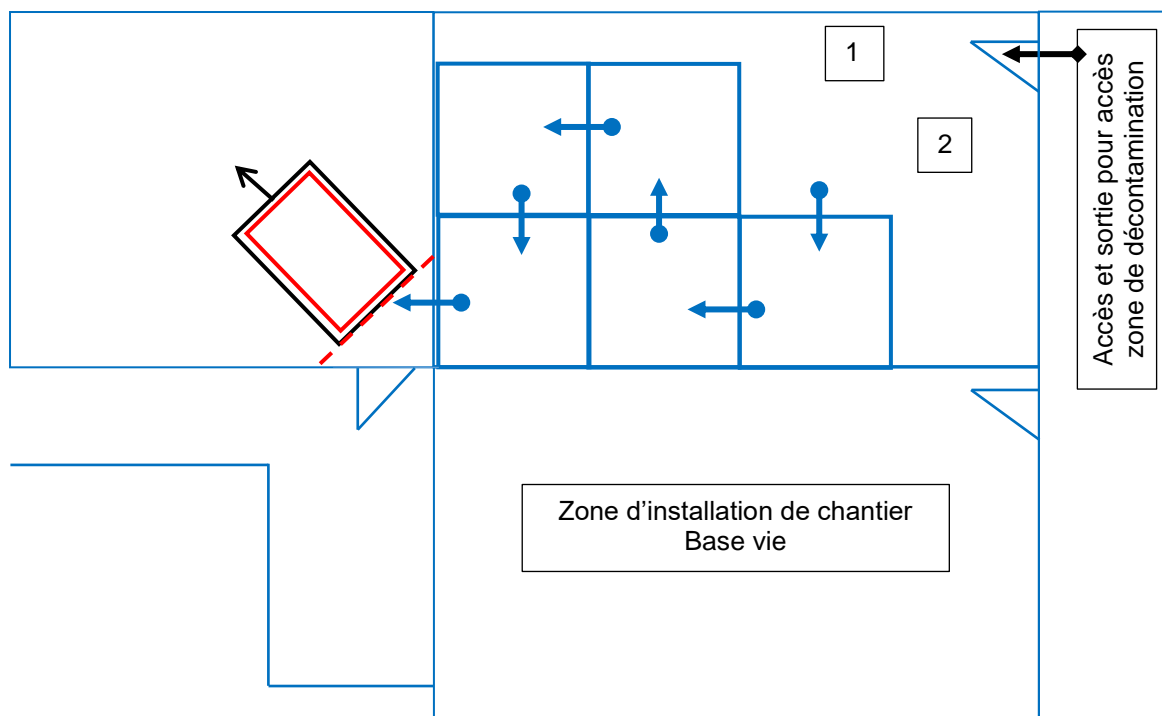 1
2
Accès et sortie pour accès
zone de décontamination
Zone d'installation de chantier
Base vie